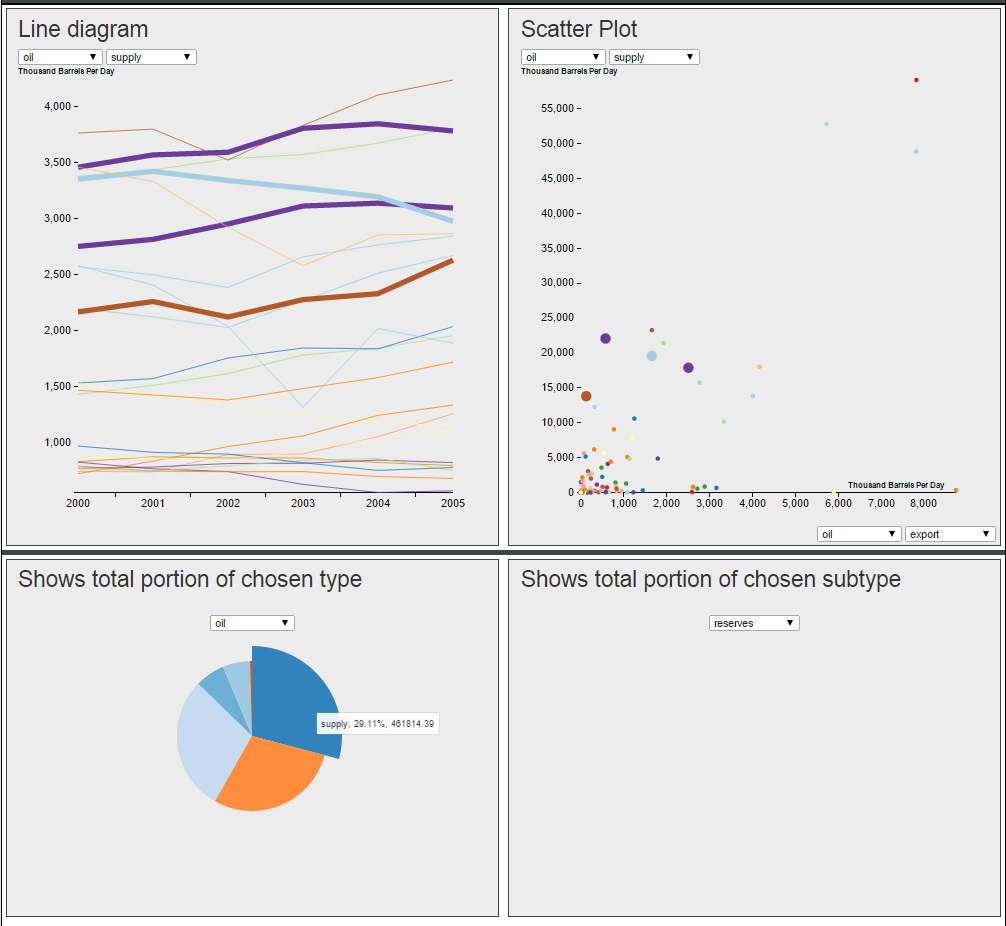 Line diagram
oil ▼ supply ▼
Thousand Barrels Per Day
4,000
3,500
3,000
2,500
2,000
1,500
1,000
2000 2001 2002 2003 2004 2005
Scatter Plot
oil ▼ supply ▼
Thousand Barrels Per Day
55,000
50,000
45,000
40,000
35,000
30,000
25,000
20,000
15,000
10,000
5,000
0
Thousand Barrels Per Day
0 1,000 2,000 3,000 4,000 5,000 6,000 7,000 8,000
oil ▼ export ▼
Shows total portion of chosen type
oil ▼
supply, 29.11%, 461814.39
Shows total portion of chosen subtype
reserves ▼